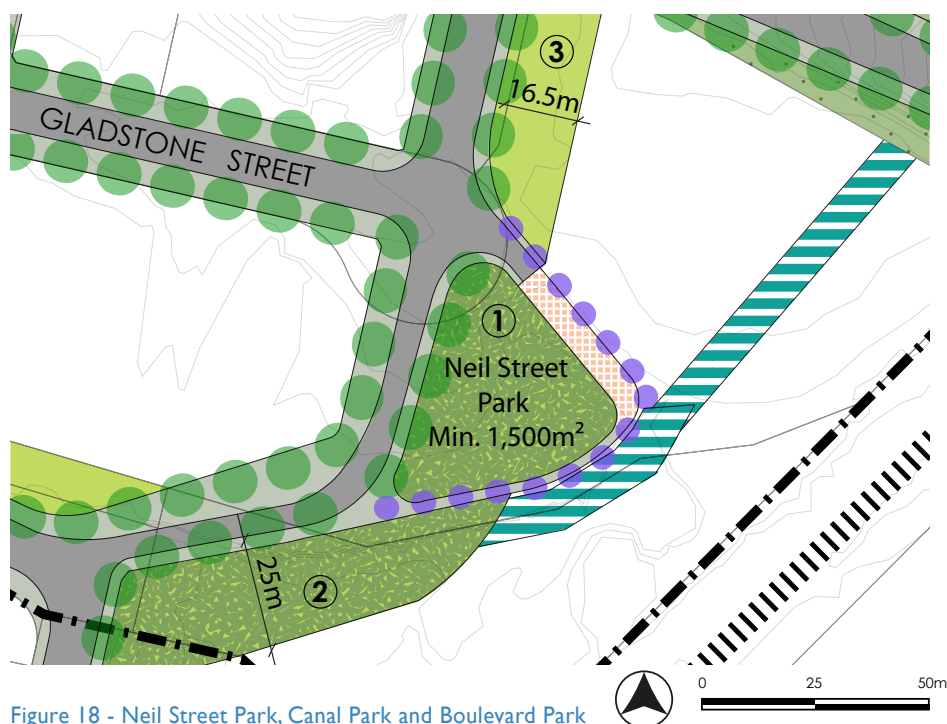 ③
16.5m
GLADSTONE STREET
①
Neil Street
Park
Min. 1,500m²
25m
②
0 25 50m
Figure 18 - Neil Street Park, Canal Park and Boulevard Park